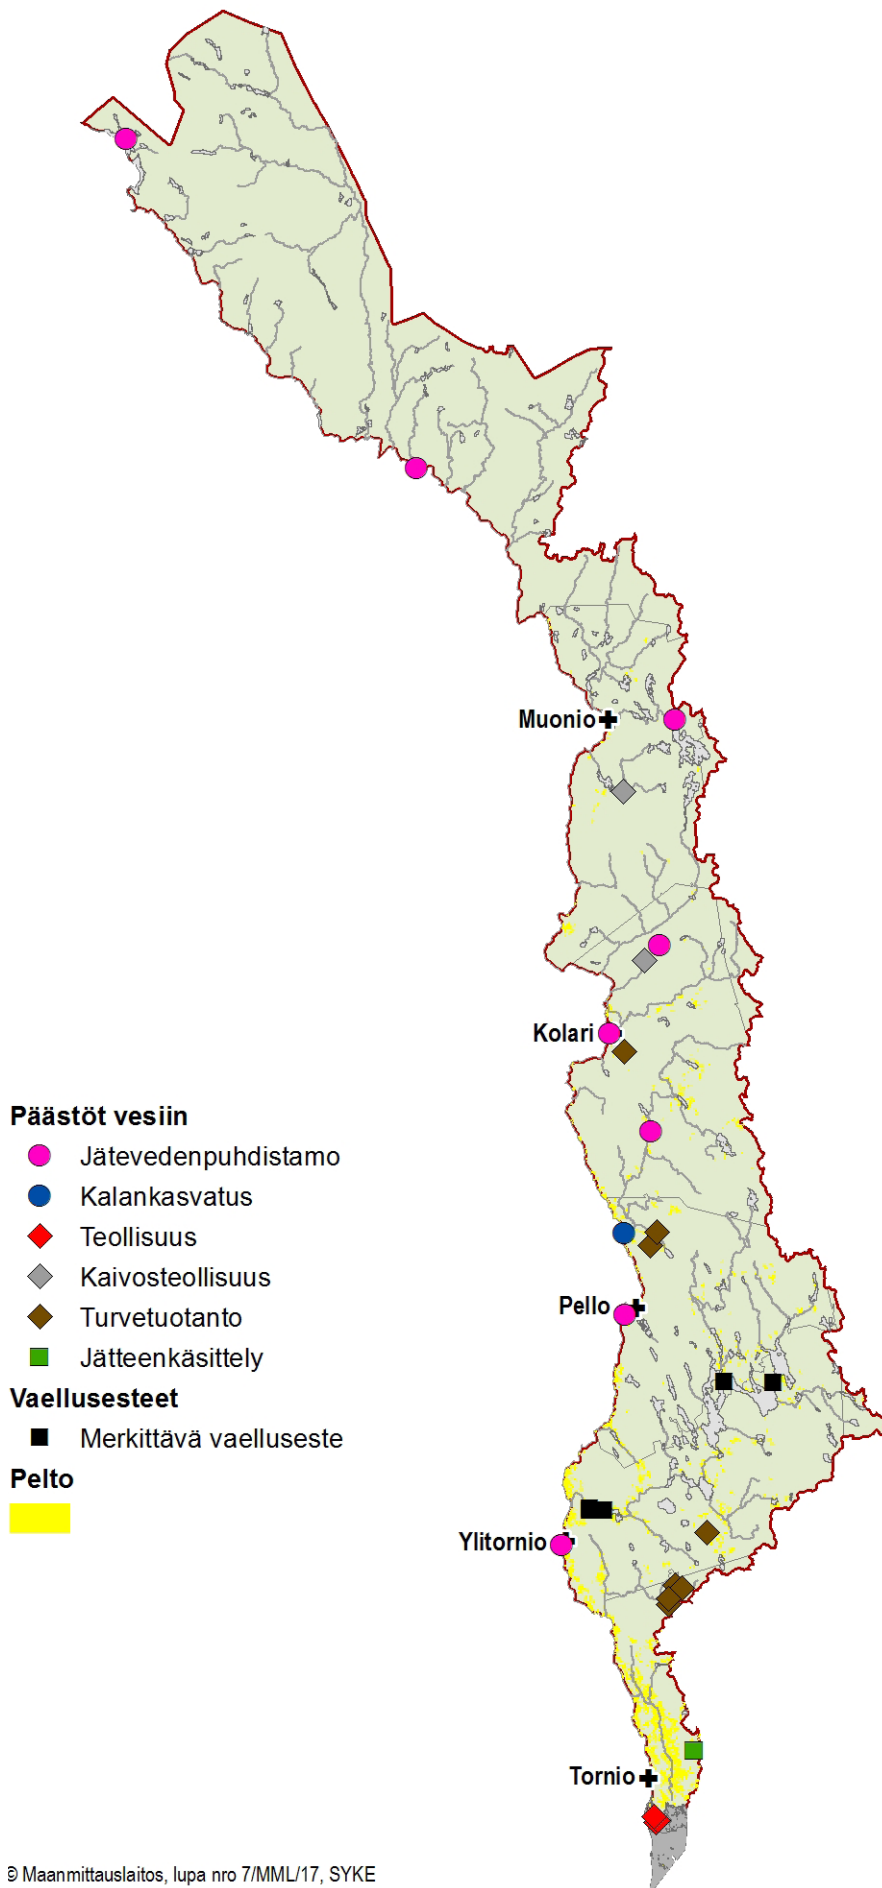 Muonio
Kolari
Päästöt vesiin
Jätevedenpuhdistamo
Kalankasvatus
Teollisuus
Kaivosteollisuus
Turvetuotanto
Jätteenkäsittely
Vaellusesteet
Merkittävä vaelluseste
Pelto
Pello
Ylitornio
Tornio
© Maanmittauslaitos, lupa nro 7/MML/17, SYKE